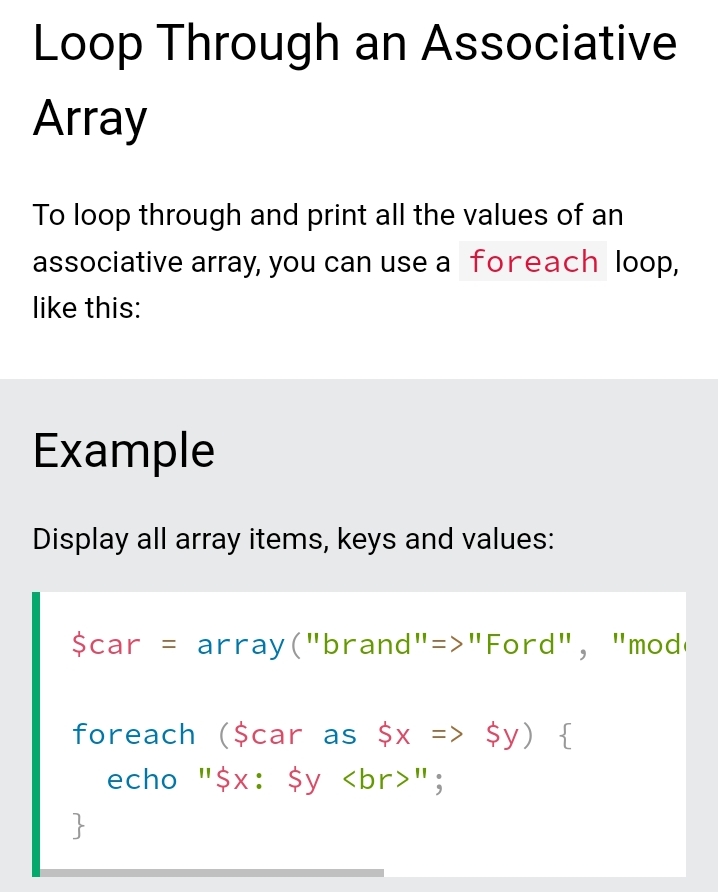 Loop Through an Associative
Array
To loop through and print all the values of an
associative array, you can use a foreach loop,
like this:
Example
Display all array items, keys and values:
$car = array("brand"=>"Ford", "mod
foreach ($car as $x => $y) {
  echo "$x: $y <br>";
}